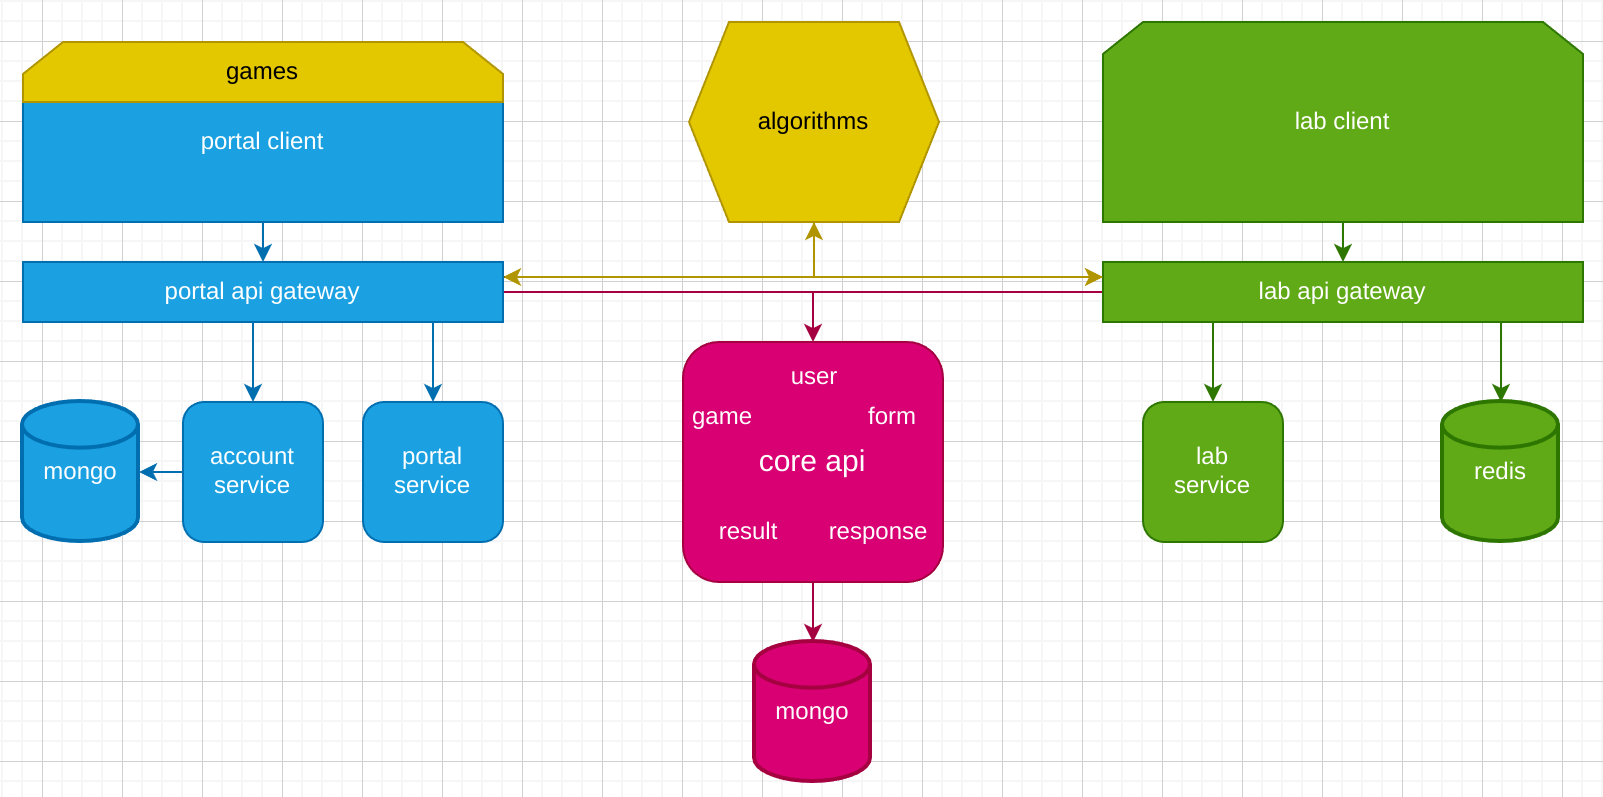 games
portal client
algorithms
lab client
portal api gateway
lab api gateway
user
game
form
core api
result
response
mongo
account
service
portal
service
lab
service
redis
mongo